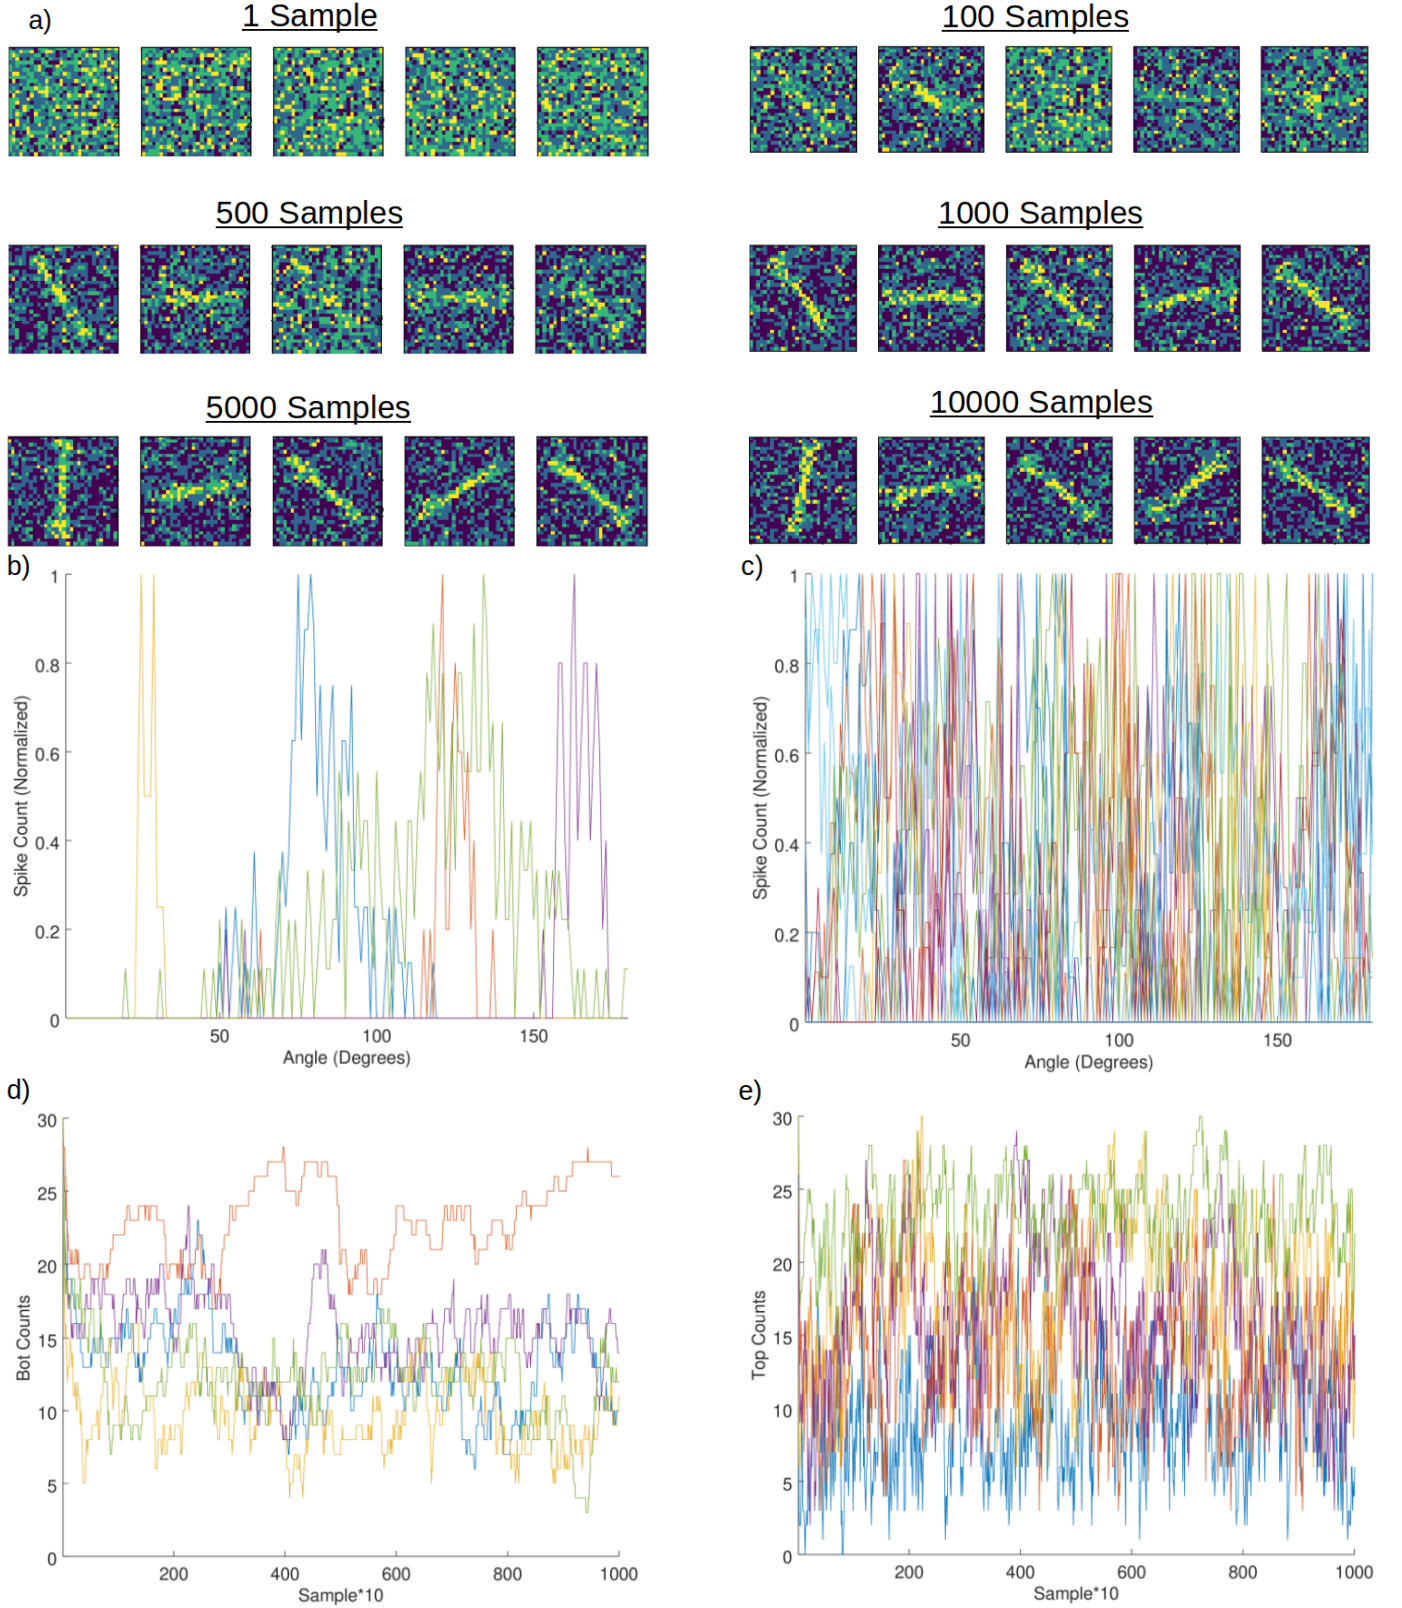 a)
1 Sample
100 Samples
500 Samples
1000 Samples
5000 Samples
10000 Samples
b)
1
0.8
0.6
0.4
0.2
0
Spike Count (Normalized)
50
100
150
Angle (Degrees)
c)
1
0.8
0.6
0.4
0.2
0
Spike Count (Normalized)
50
100
150
Angle (Degrees)
d)
30
25
20
15
10
5
0
Bot Counts
200
400
600
800
1000
Sample*10
e)
30
25
20
15
10
5
0
Top Counts
200
400
600
800
1000
Sample*10